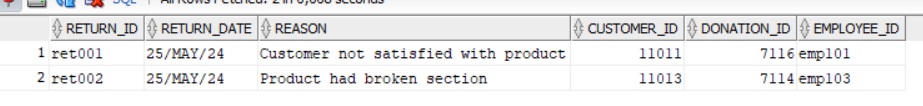 SQL | All Rows Fetched: 2 in 0,008 seconds
RETURN_ID RETURN_DATE REASON CUSTOMER_ID DONATION_ID EMPLOYEE_ID
1 ret001 25/MAY/24 Customer not satisfied with product 11011 7116 emp101
2 ret002 25/MAY/24 Product had broken section 11013 7114 emp103